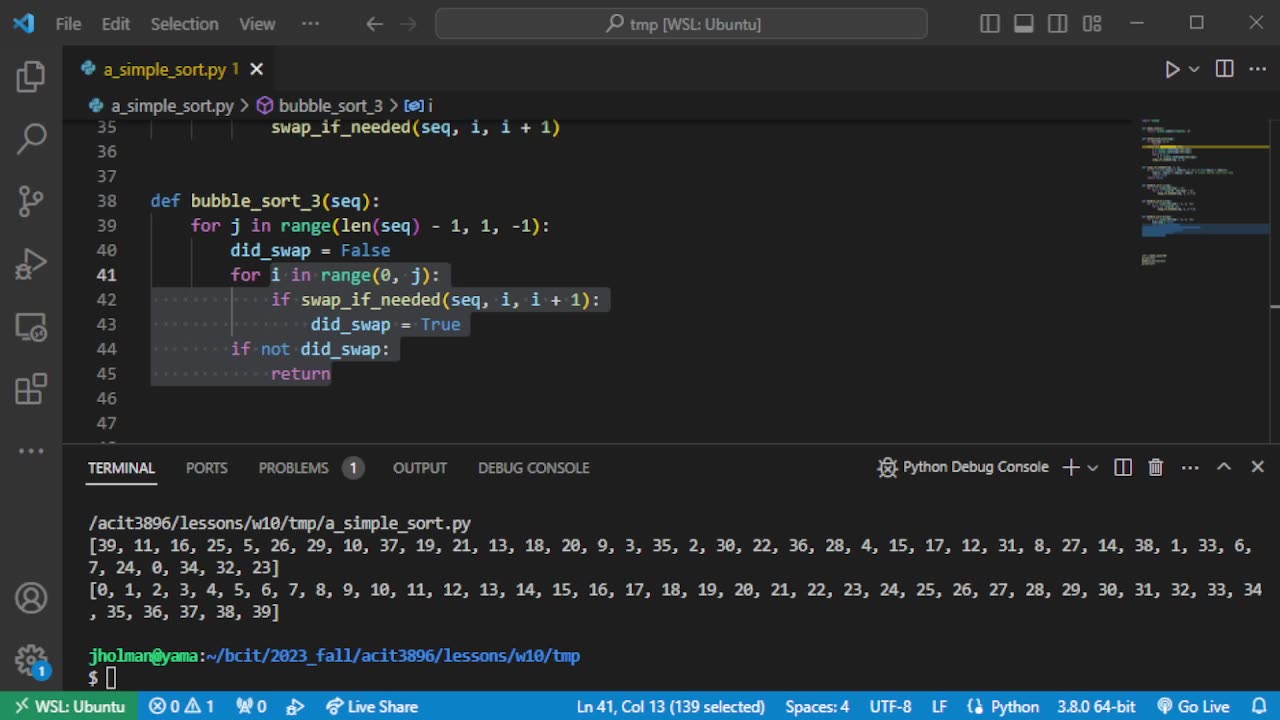 File Edit Selection View ··· tmp [WSL: Ubuntu]
a_simple_sort.py 1
a_simple_sort.py > bubble_sort_3 > i
35 swap_if_needed(seq, i, i + 1)
36
37
38 def bubble_sort_3(seq):
39 for j in range(len(seq) - 1, 1, -1):
40 did_swap = False
41 for i in range(0, j):
42 if swap_if_needed(seq, i, i + 1):
43 did_swap = True
44 if not did_swap:
45 return
46
47
TERMINAL PORTS PROBLEMS 1 OUTPUT DEBUG CONSOLE Python Debug Console
/acit3896/lessons/w10/tmp/a_simple_sort.py
[39, 11, 16, 25, 5, 26, 29, 10, 37, 19, 21, 13, 18, 20, 9, 3, 35, 2, 30, 22, 36, 28, 4, 15, 17, 12, 31, 8, 27, 14, 38, 1, 33, 6,
7, 24, 0, 34, 32, 23]
[0, 1, 2, 3, 4, 5, 6, 7, 8, 9, 10, 11, 12, 13, 14, 15, 16, 17, 18, 19, 20, 21, 22, 23, 24, 25, 26, 27, 28, 29, 30, 31, 32, 33, 34
, 35, 36, 37, 38, 39]
jholman@yama:~/bcit/2023_fall/acit3896/lessons/w10/tmp
$
1
WSL: Ubuntu 0 1 0 Live Share Ln 41, Col 13 (139 selected) Spaces: 4 UTF-8 LF Python 3.8.0 64-bit Go Live